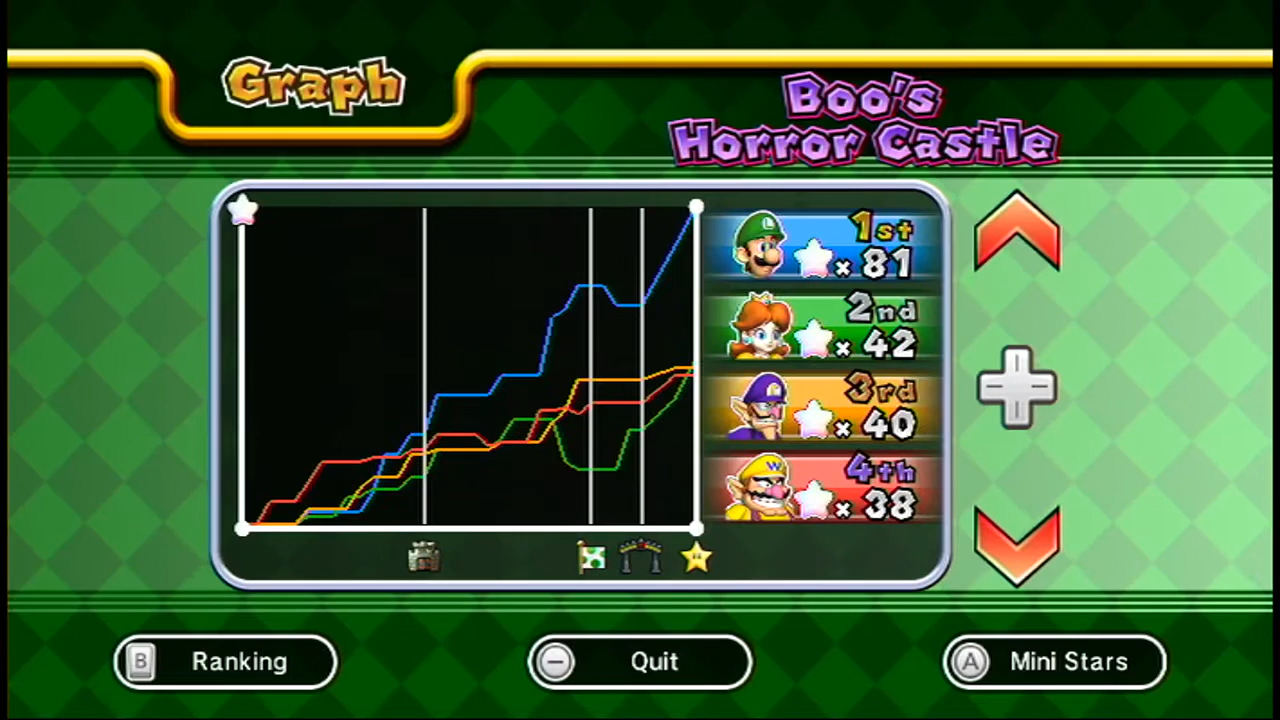 Graph
Boo's
Horror Castle
1st
× 81
2nd
× 42
3rd
× 40
4th
× 38
B Ranking
− Quit
A Mini Stars